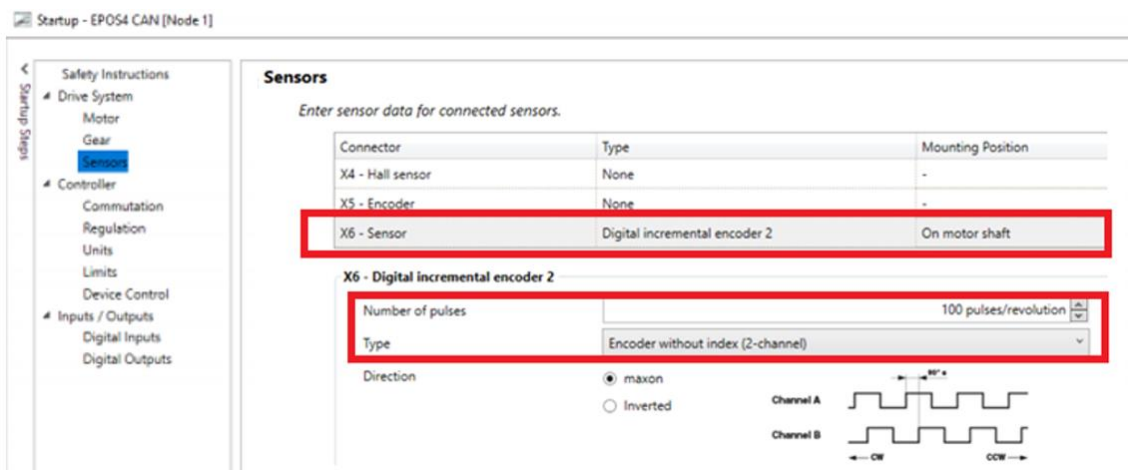 Startup - EPOS4 CAN [Node 1]
Startup Steps
Safety Instructions
Drive System
Motor
Gear
Sensors
Controller
Commutation
Regulation
Units
Limits
Device Control
Inputs / Outputs
Digital Inputs
Digital Outputs
Sensors
Enter sensor data for connected sensors.
Connector Type Mounting Position
X4 - Hall sensor None -
X5 - Encoder None -
X6 - Sensor Digital incremental encoder 2 On motor shaft
X6 - Digital incremental encoder 2
Number of pulses 100 pulses/revolution
Type Encoder without index (2-channel)
Direction maxon
Inverted
90° e
Channel A
Channel B
CW CCW